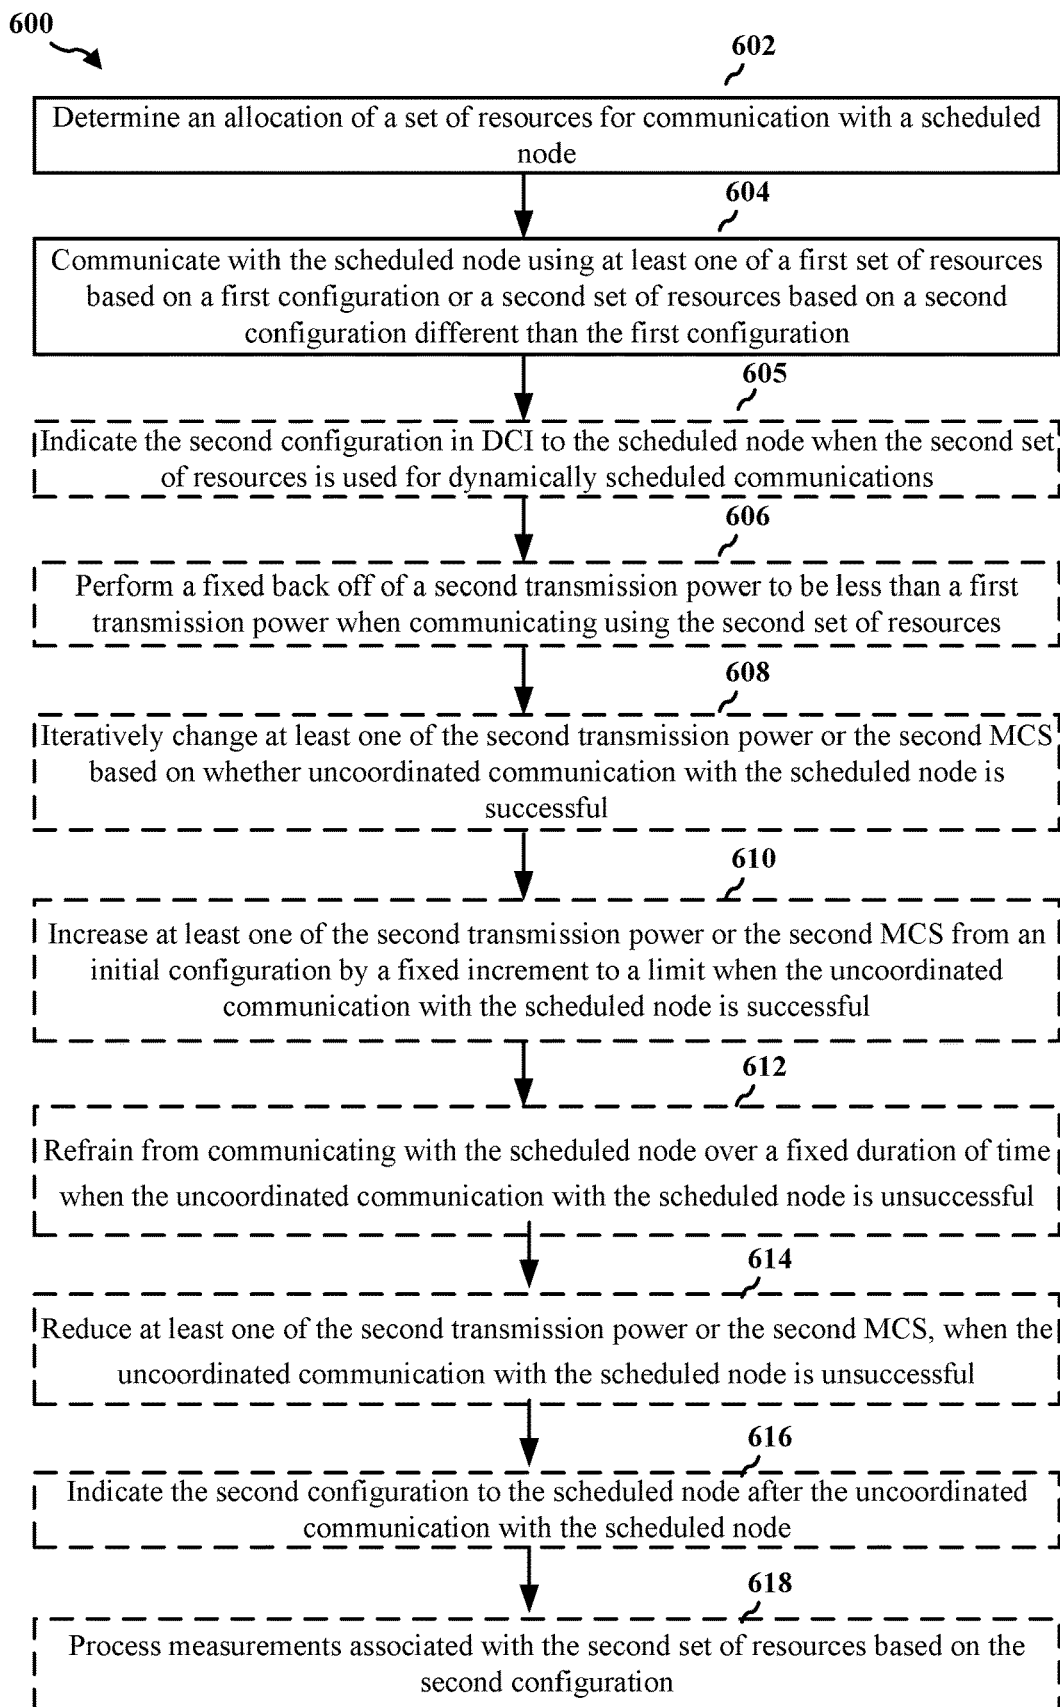 600
602
Determine an allocation of a set of resources for communication with a scheduled
node
604
Communicate with the scheduled node using at least one of a first set of resources
based on a first configuration or a second set of resources based on a second
configuration different than the first configuration
605
Indicate the second configuration in DCI to the scheduled node when the second set
of resources is used for dynamically scheduled communications
606
Perform a fixed back off of a second transmission power to be less than a first
transmission power when communicating using the second set of resources
608
Iteratively change at least one of the second transmission power or the second MCS
based on whether uncoordinated communication with the scheduled node is
successful
610
Increase at least one of the second transmission power or the second MCS from an
initial configuration by a fixed increment to a limit when the uncoordinated
communication with the scheduled node is successful
612
Refrain from communicating with the scheduled node over a fixed duration of time
when the uncoordinated communication with the scheduled node is unsuccessful
614
Reduce at least one of the second transmission power or the second MCS, when the
uncoordinated communication with the scheduled node is unsuccessful
616
Indicate the second configuration to the scheduled node after the uncoordinated
communication with the scheduled node
618
Process measurements associated with the second set of resources based on the
second configuration